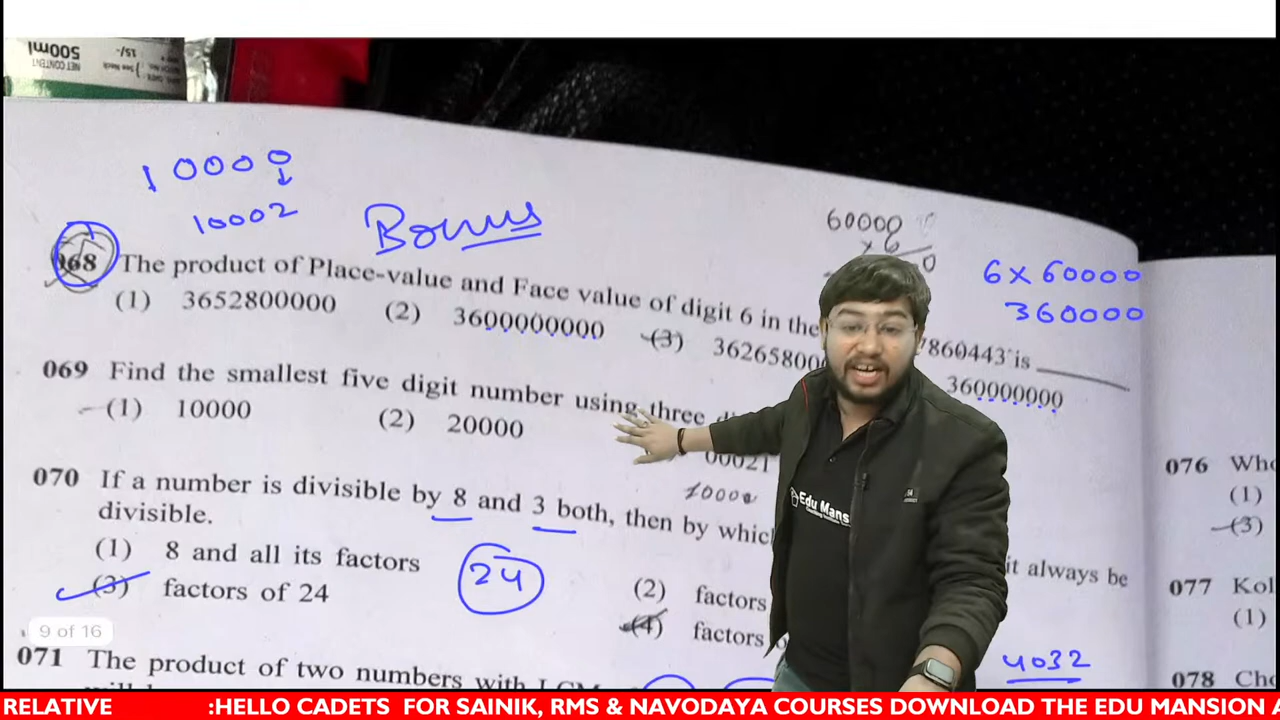 NET CONTENT
500ml
15/-
10000
10002
Bonus
60000
× 6
0
6 x 60000
360000
068 The product of Place-value and Face value of digit 6 in the 7860443 is
(1) 3652800000 (2) 3600000000 (3) 36265800 360000000
069 Find the smallest five digit number using three
(1) 10000 (2) 20000 00021
10000
070 If a number is divisible by 8 and 3 both, then by which it always be
divisible.
(1) 8 and all its factors (2) factors
24
(3) factors of 24 (4) factors
9 of 16
071 The product of two numbers with LCM
4032
076 Who
(1)
(3)
077 Kol
(1)
078 Cho
Edu Mans
RELATIVE :HELLO CADETS FOR SAINIK, RMS & NAVODAYA COURSES DOWNLOAD THE EDU MANSION A